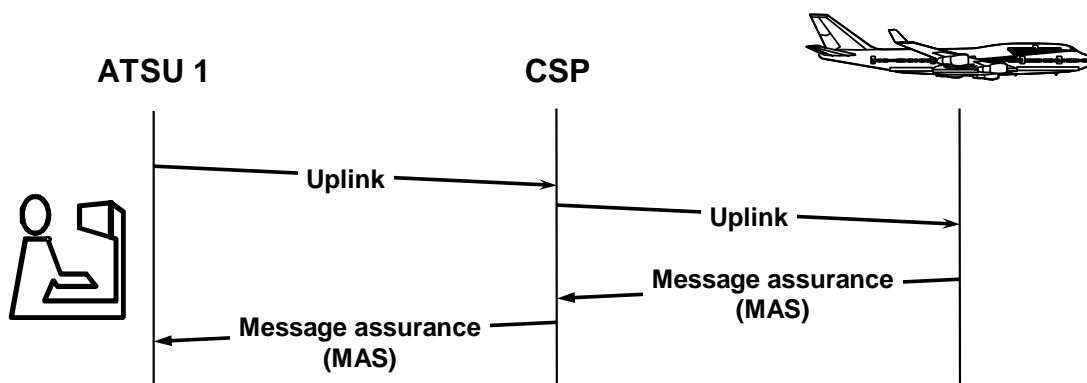 ATSU 1
CSP
Uplink
Uplink
Message assurance
(MAS)
Message assurance
(MAS)